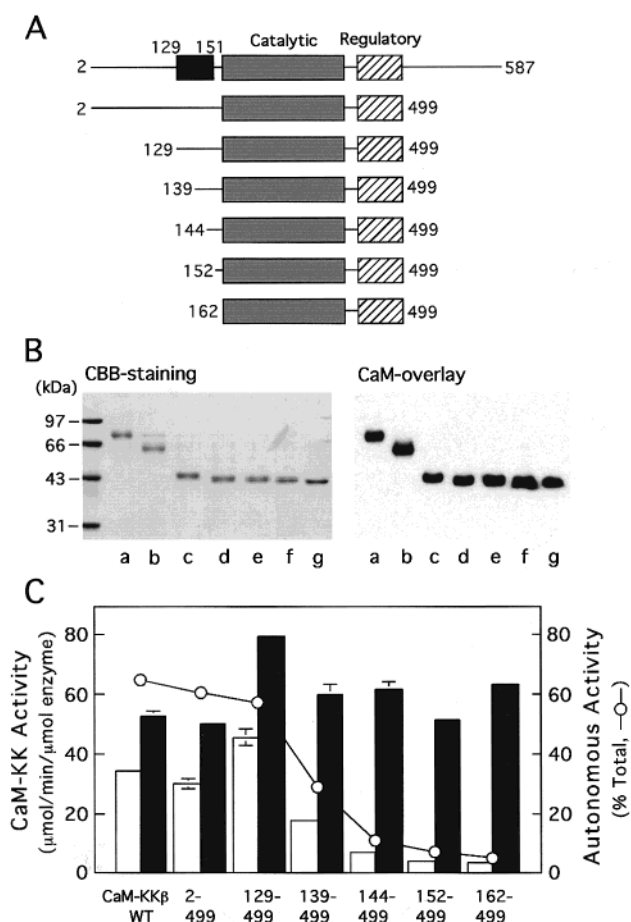 A
129 151 Catalytic Regulatory
2 587
2 499
129 499
139 499
144 499
152 499
162 499
B
CBB-staining CaM-overlay
(kDa)
97
66
43
31
a b c d e f g a b c d e f g
C
CaM-KK Activity
(μmol/min/μmol enzyme)
80 80
60 60
40 40
20 20
0 0
Autonomous Activity
(% Total, )
CaM-KKβ 2- 129- 139- 144- 152- 162-
WT 499 499 499 499 499 499